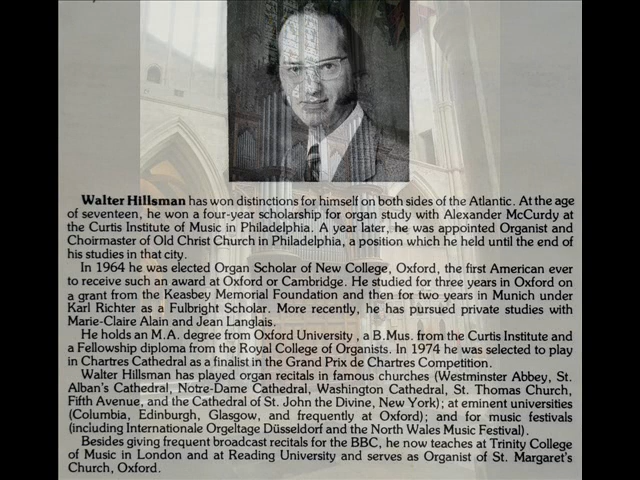 Walter Hillsman has won distinctions for himself on both sides of the Atlantic. At the age
of seventeen, he won a four-year scholarship for organ study with Alexander McCurdy at
the Curtis Institute of Music in Philadelphia. A year later, he was appointed Organist and
Choirmaster of Old Christ Church in Philadelphia, a position which he held until the end of
his studies in that city.
In 1964 he was elected Organ Scholar of New College, Oxford, the first American ever
to receive such an award at Oxford or Cambridge. He studied for three years in Oxford on
a grant from the Keasbey Memorial Foundation and then for two years in Munich under
Karl Richter as a Fulbright Scholar. More recently, he has pursued private studies with
Marie-Claire Alain and Jean Langlais.
He holds an M.A. degree from Oxford University , a B.Mus. from the Curtis Institute and
a Fellowship diploma from the Royal College of Organists. In 1974 he was selected to play
in Chartres Cathedral as a finalist in the Grand Prix de Chartres Competition.
Walter Hillsman has played organ recitals in famous churches (Westminster Abbey, St.
Alban's Cathedral, Notre-Dame Cathedral, Washington Cathedral, St. Thomas Church,
Fifth Avenue, and the Cathedral of St. John the Divine, New York); at eminent universities
(Columbia, Edinburgh, Glasgow, and frequently at Oxford); and for music festivals
(including Internationale Orgeltage Düsseldorf and the North Wales Music Festival).
Besides giving frequent broadcast recitals for the BBC, he now teaches at Trinity College
of Music in London and at Reading University and serves as Organist of St. Margaret's
Church, Oxford.